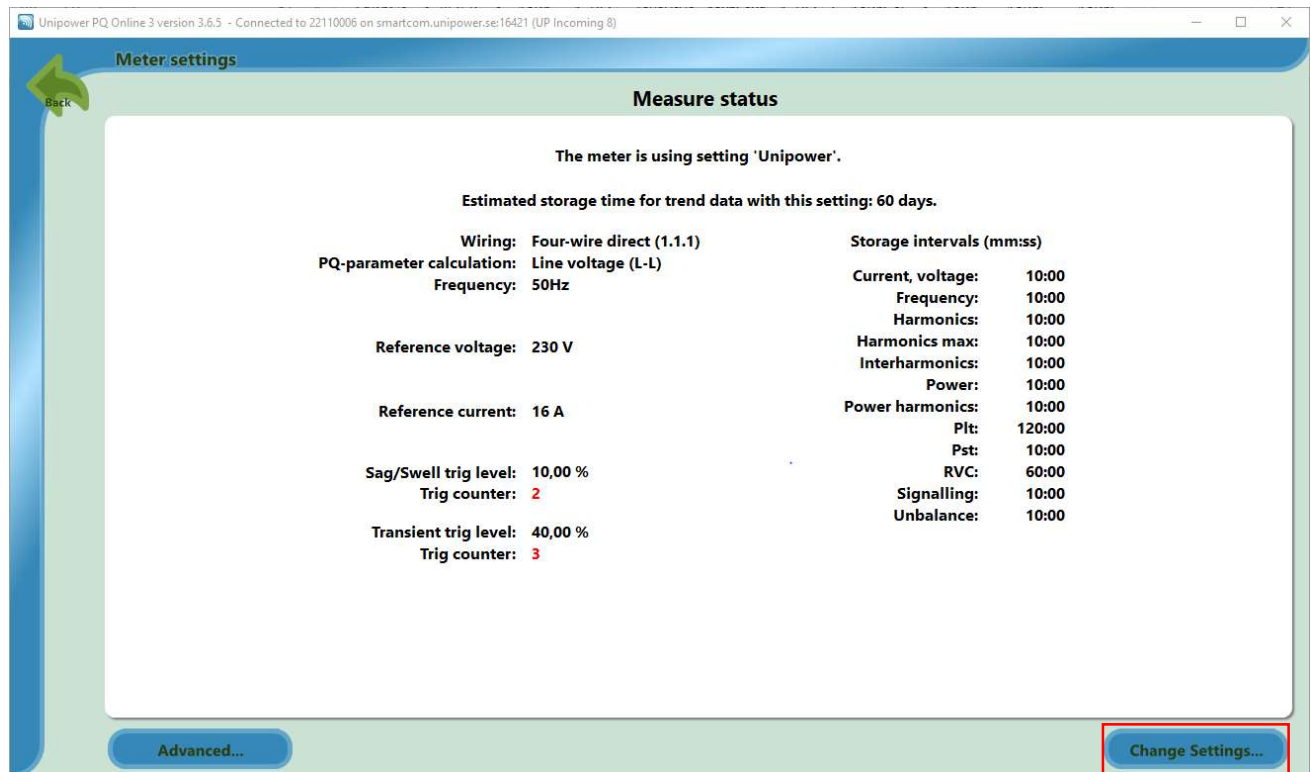 Unipower PQ Online 3 version 3.6.5 - Connected to 22110006 on smartcom.unipower.se:16421 (UP Incoming 8)
Meter settings
Back
Measure status
The meter is using setting 'Unipower'.
Estimated storage time for trend data with this setting: 60 days.
Wiring: Four-wire direct (1.1.1)
PQ-parameter calculation: Line voltage (L-L)
Frequency: 50Hz
Reference voltage: 230 V
Reference current: 16 A
Sag/Swell trig level: 10,00 %
Trig counter: 2
Transient trig level: 40,00 %
Trig counter: 3
Storage intervals (mm:ss)
Current, voltage: 10:00
Frequency: 10:00
Harmonics: 10:00
Harmonics max: 10:00
Interharmonics: 10:00
Power: 10:00
Power harmonics: 10:00
Plt: 120:00
Pst: 10:00
RVC: 60:00
Signalling: 10:00
Unbalance: 10:00
Advanced...
Change Settings...